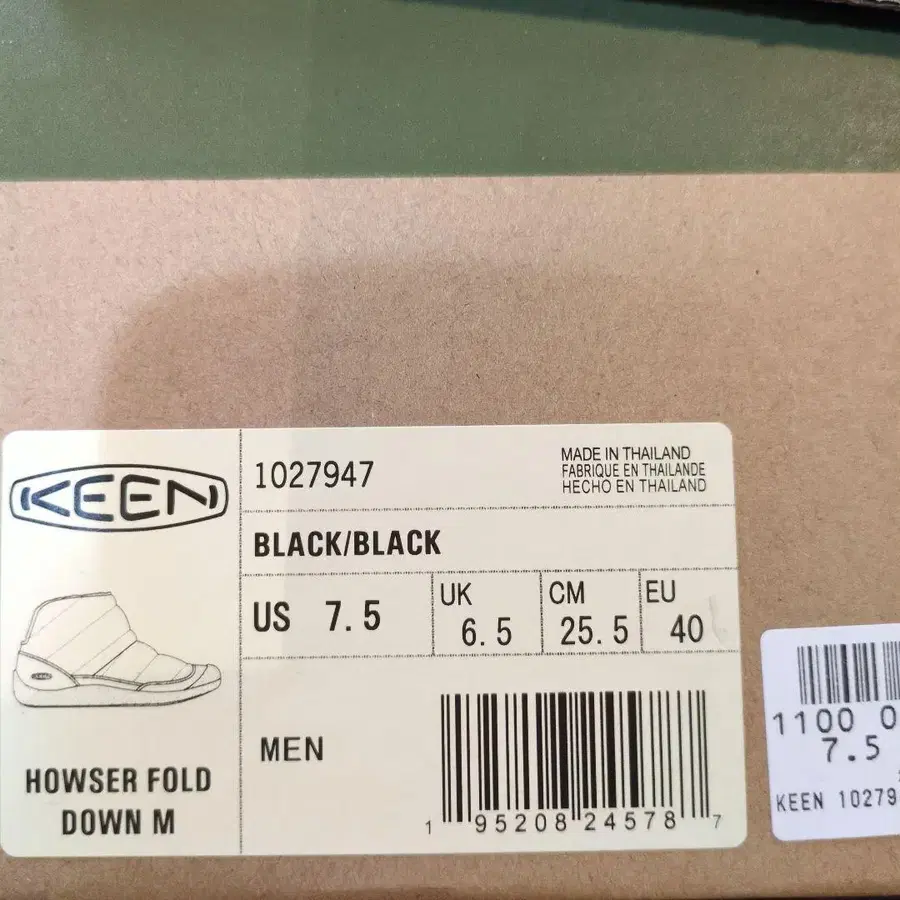 KEEN
1027947
MADE IN THAILAND
FABRIQUE EN THAILANDE
HECHO EN THAILAND
BLACK/BLACK
US 7.5
UK 6.5
CM 25.5
EU 40
KEEN
HOWSER FOLD
DOWN M
MEN
1 95208 24578 7
1100 0
7.5
KEEN 10279